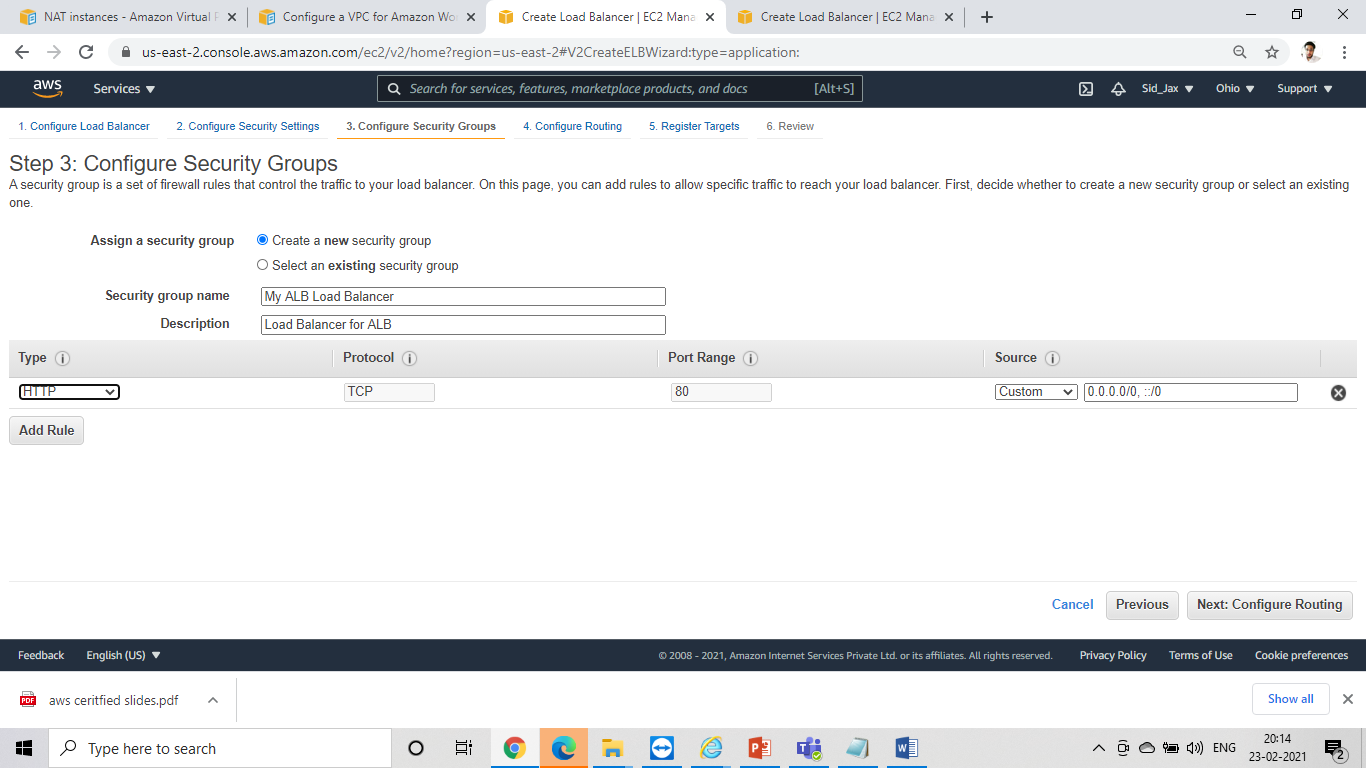 NAT instances - Amazon Virtual P
Configure a VPC for Amazon Wo
Create Load Balancer | EC2 Mana
Create Load Balancer | EC2 Mana
us-east-2.console.aws.amazon.com/ec2/v2/home?region=us-east-2#V2CreateELBWizard:type=application:
aws
Services
Search for services, features, marketplace products, and docs
[Alt+S]
Sid_Jax
Ohio
Support
1. Configure Load Balancer
2. Configure Security Settings
3. Configure Security Groups
4. Configure Routing
5. Register Targets
6. Review
Step 3: Configure Security Groups
A security group is a set of firewall rules that control the traffic to your load balancer. On this page, you can add rules to allow specific traffic to reach your load balancer. First, decide whether to create a new security group or select an existing
one.
Assign a security group
Create a new security group
Select an existing security group
Security group name
My ALB Load Balancer
Description
Load Balancer for ALB
Type
Protocol
Port Range
Source
HTTP
TCP
80
Custom
0.0.0.0/0, ::/0
Add Rule
Cancel
Previous
Next: Configure Routing
Feedback
English (US)
© 2008 - 2021, Amazon Internet Services Private Ltd. or its affiliates. All rights reserved.
Privacy Policy
Terms of Use
Cookie preferences
PDF
aws ceritfied slides.pdf
Show all
Type here to search
ENG
20:14
23-02-2021
2